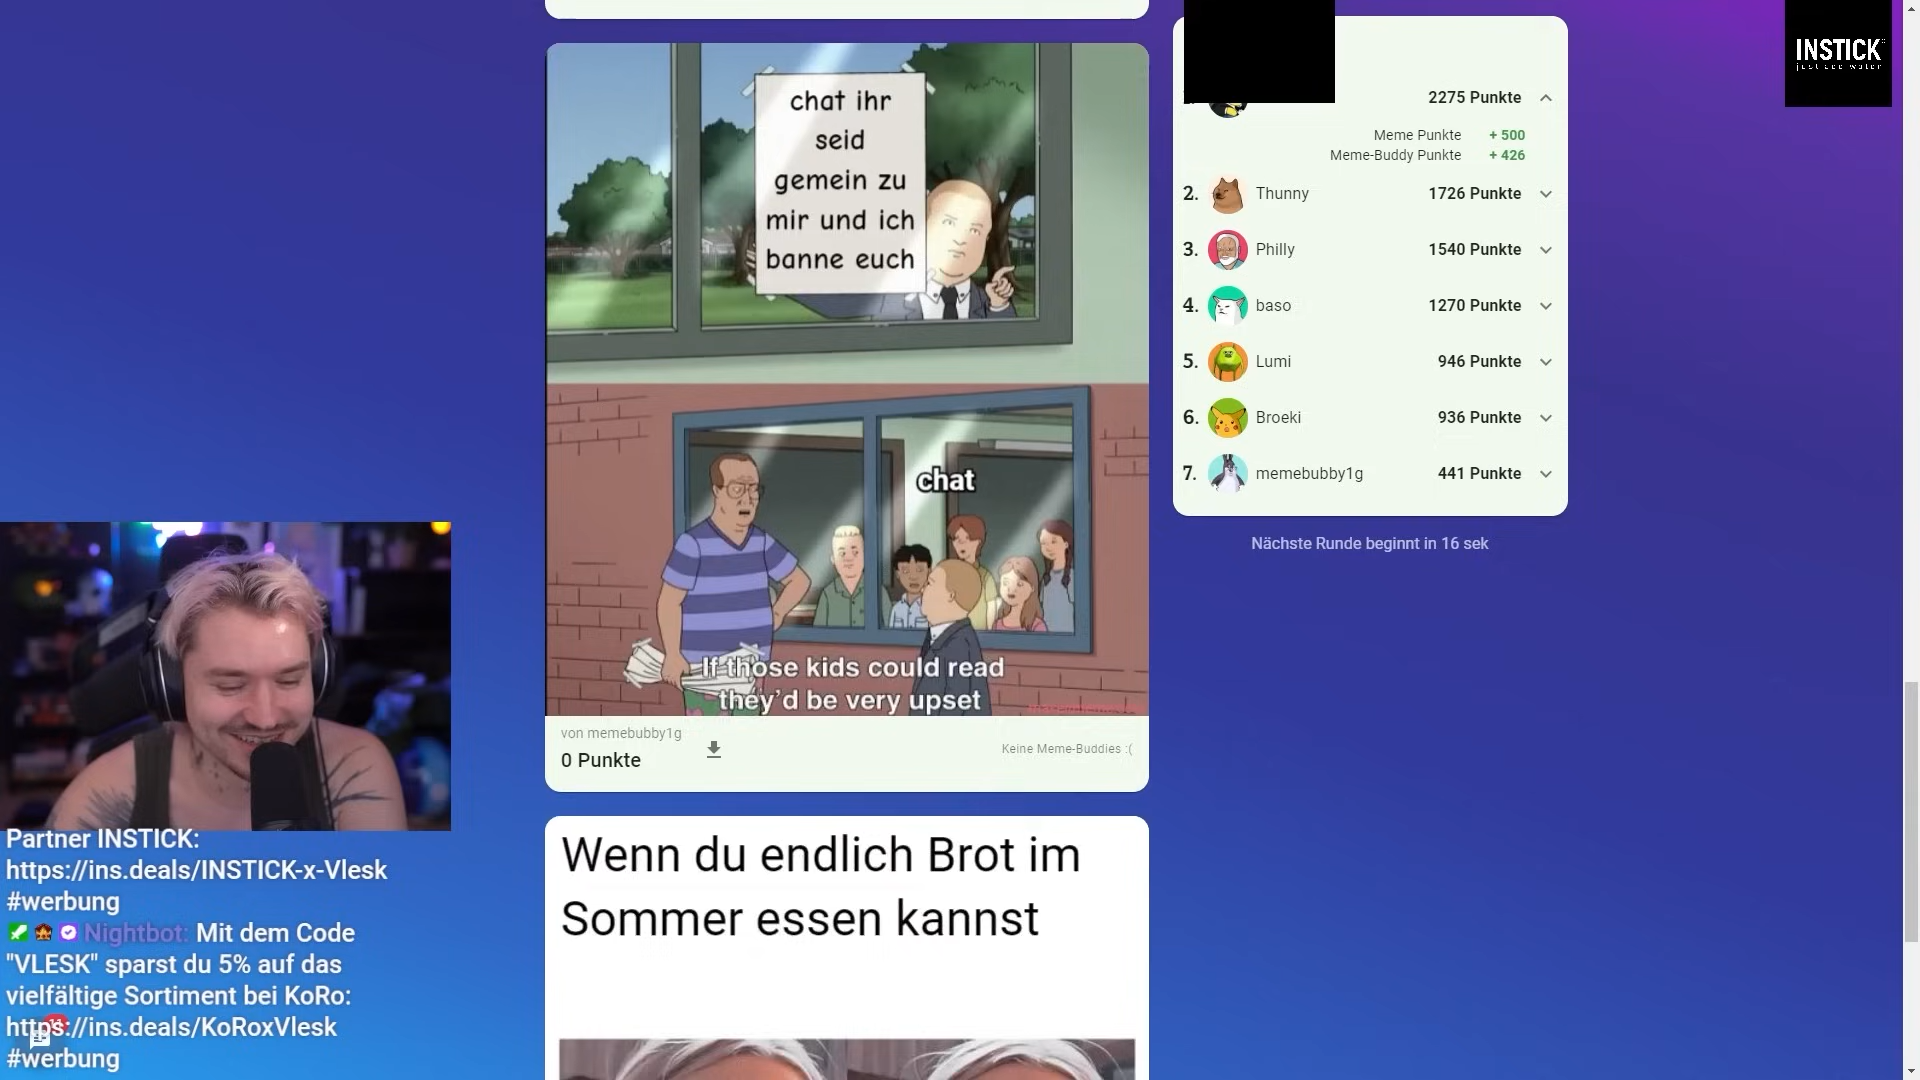 chat ihr
seid
gemein zu
mir und ich
banne euch
chat
If those kids could read
they'd be very upset
von memebubby1g
0 Punkte
Keine Meme-Buddies :(
Wenn du endlich Brot im
Sommer essen kannst
2275 Punkte
Meme Punkte + 500
Meme-Buddy Punkte + 426
2. Thunny 1726 Punkte
3. Philly 1540 Punkte
4. baso 1270 Punkte
5. Lumi 946 Punkte
6. Broeki 936 Punkte
7. memebubby1g 441 Punkte
Nächste Runde beginnt in 16 sek
INSTICK
just add water
Partner INSTICK:
https://ins.deals/INSTICK-x-Vlesk
#werbung
Nightbot: Mit dem Code
"VLESK" sparst du 5% auf das
vielfältige Sortiment bei KoRo:
https://ins.deals/KoRoxVlesk
#werbung